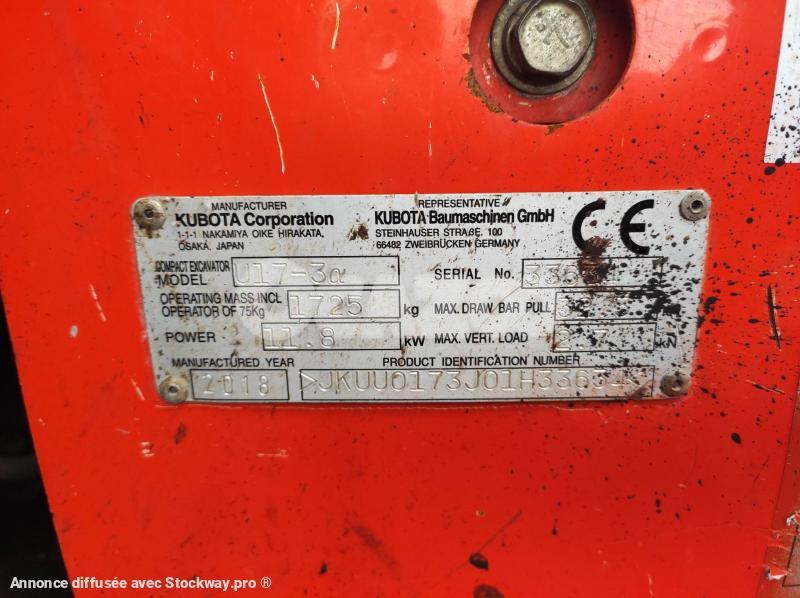 MANUFACTURER
KUBOTA Corporation
1-1-1 NAKAMIYA OIKE HIRAKATA,
OSAKA, JAPAN
REPRESENTATIVE
KUBOTA Baumaschinen GmbH
STEINHAUSER STRAßE, 100
66482 ZWEIBRÜCKEN GERMANY
CE
COMPACT EXCAVATOR
MODEL U17-3α
SERIAL No.
OPERATING MASS INCL
OPERATOR OF 75Kg 1725 kg
MAX. DRAW BAR PULL
POWER 11.8 kW
MAX. VERT. LOAD kN
MANUFACTURED YEAR
2018
PRODUCT IDENTIFICATION NUMBER
Annonce diffusée avec Stockway.pro ®